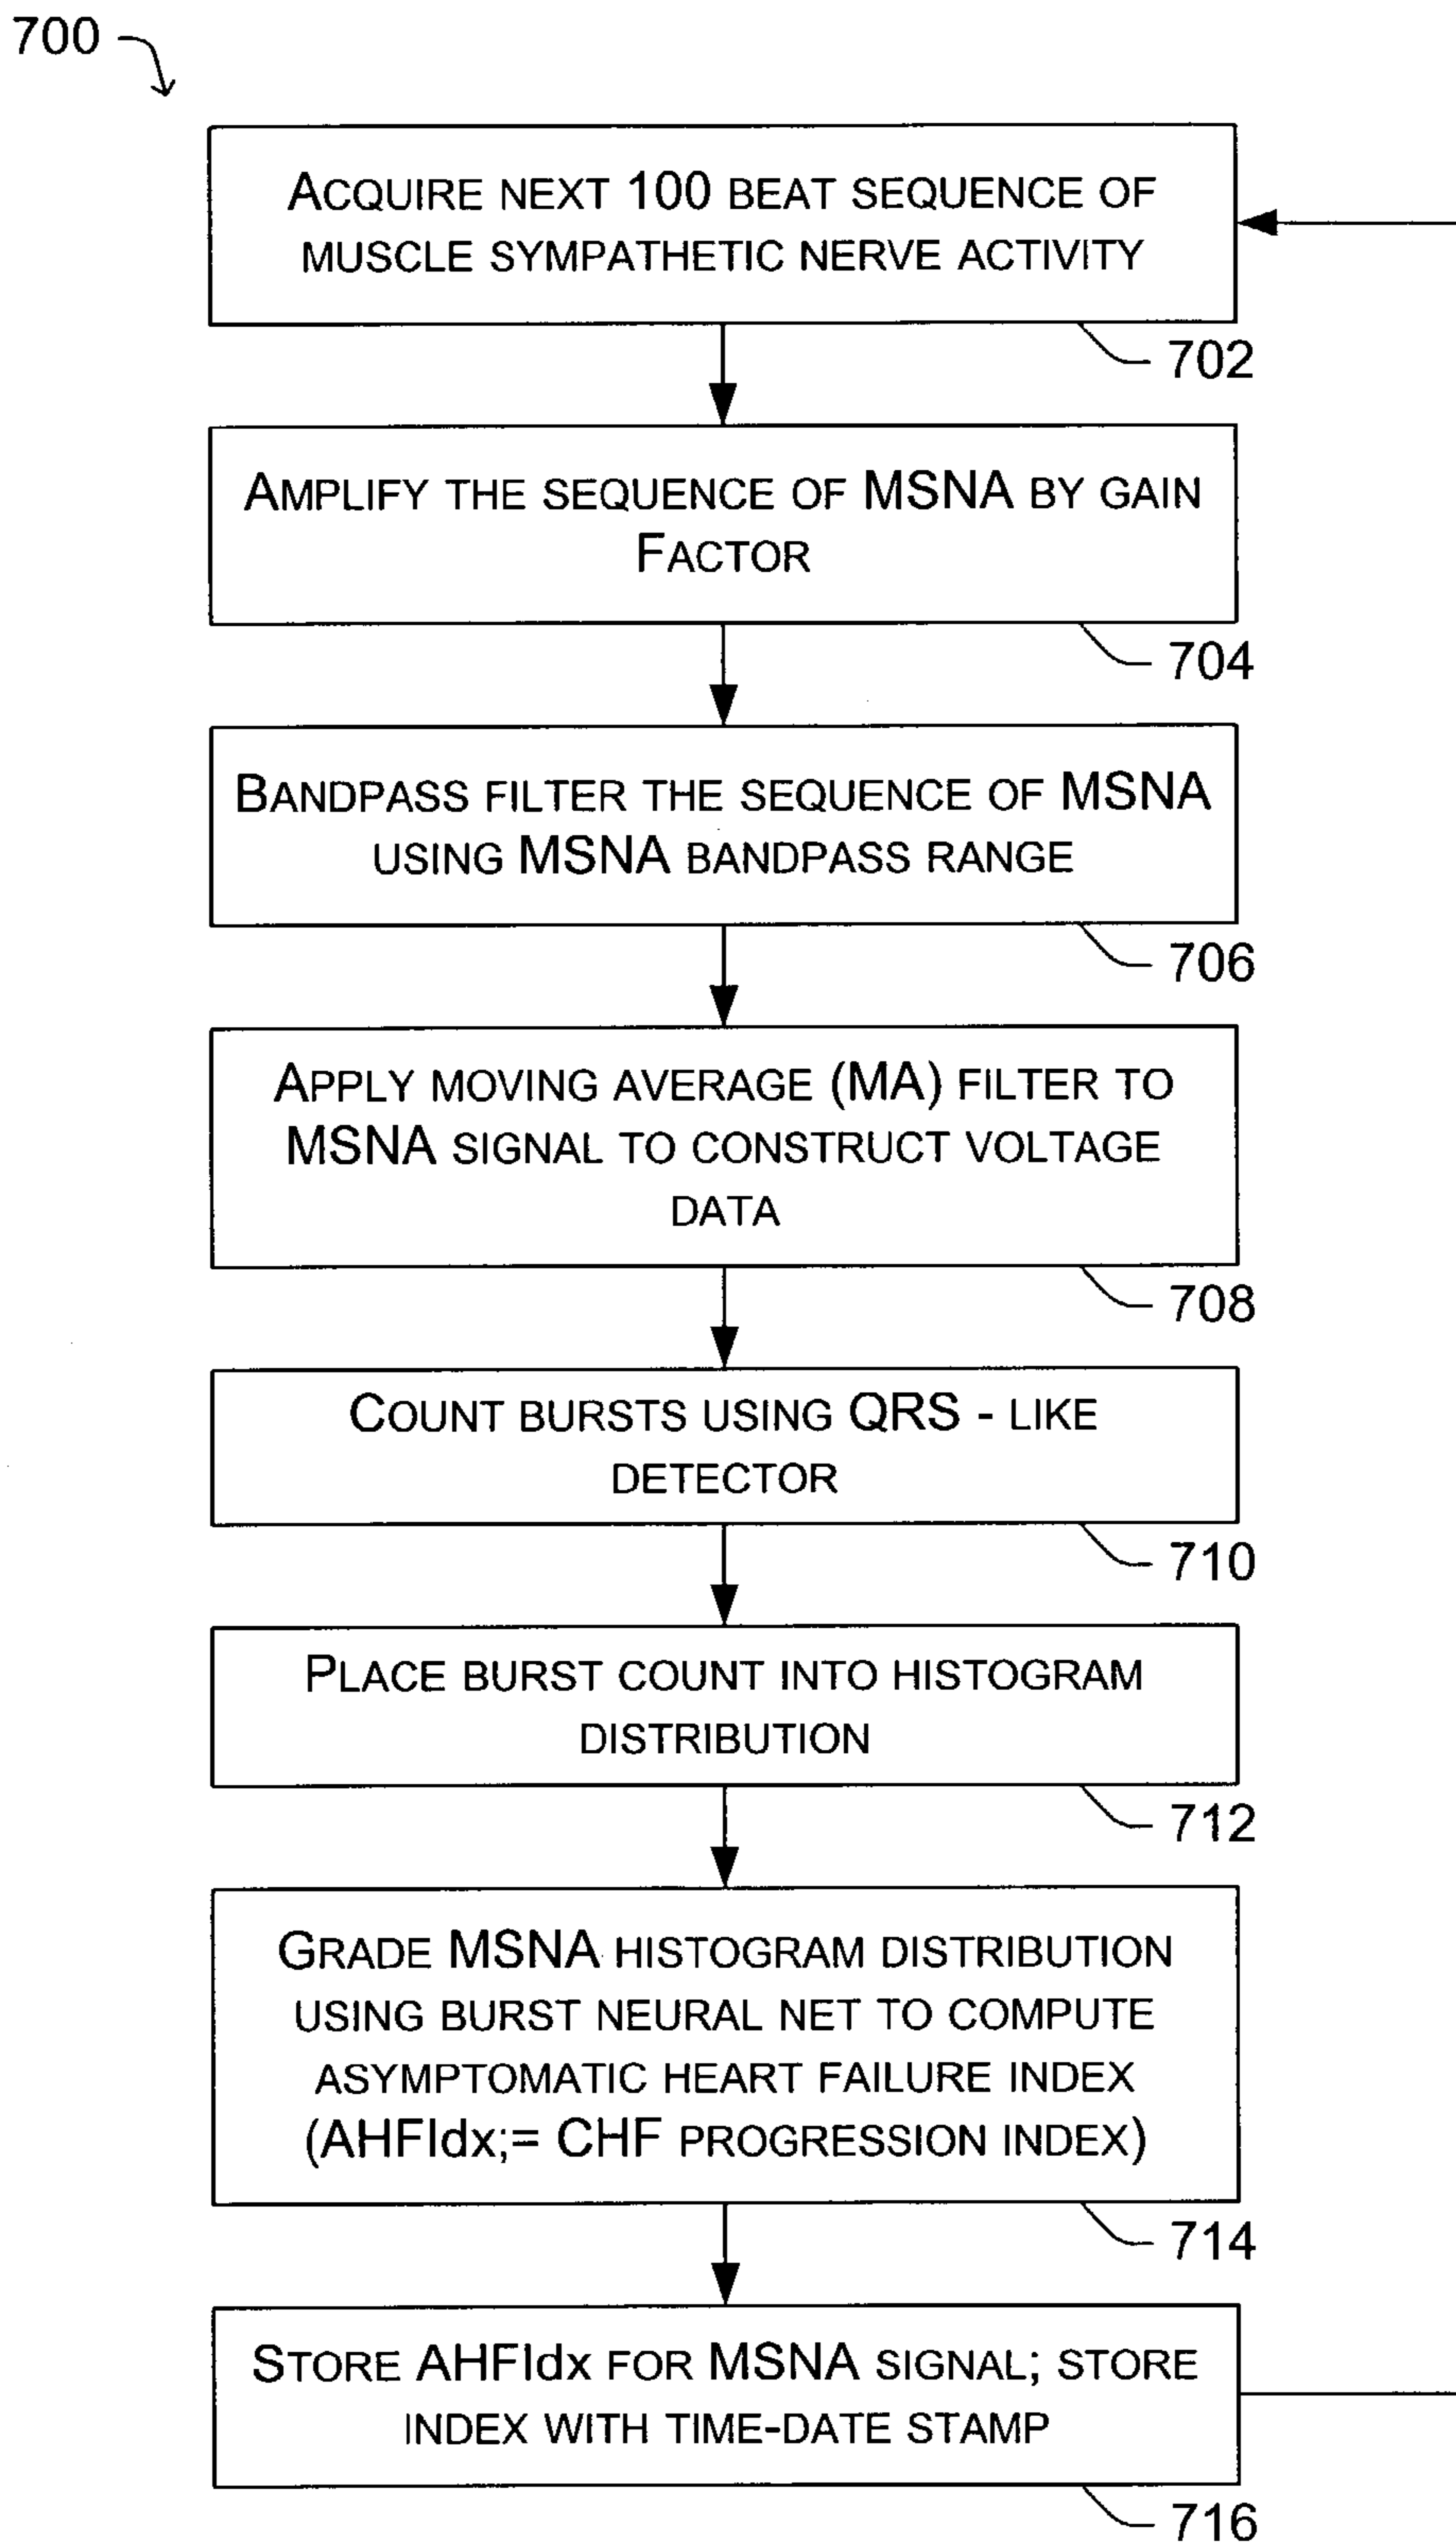 700
ACQUIRE NEXT 100 BEAT SEQUENCE OF
MUSCLE SYMPATHETIC NERVE ACTIVITY
702
AMPLIFY THE SEQUENCE OF MSNA BY GAIN
FACTOR
704
BANDPASS FILTER THE SEQUENCE OF MSNA
USING MSNA BANDPASS RANGE
706
APPLY MOVING AVERAGE (MA) FILTER TO
MSNA SIGNAL TO CONSTRUCT VOLTAGE
DATA
708
COUNT BURSTS USING QRS - LIKE
DETECTOR
710
PLACE BURST COUNT INTO HISTOGRAM
DISTRIBUTION
712
GRADE MSNA HISTOGRAM DISTRIBUTION
USING BURST NEURAL NET TO COMPUTE
ASYMPTOMATIC HEART FAILURE INDEX
(AHFIdx;= CHF PROGRESSION INDEX)
714
STORE AHFIdx FOR MSNA SIGNAL; STORE
INDEX WITH TIME-DATE STAMP
716